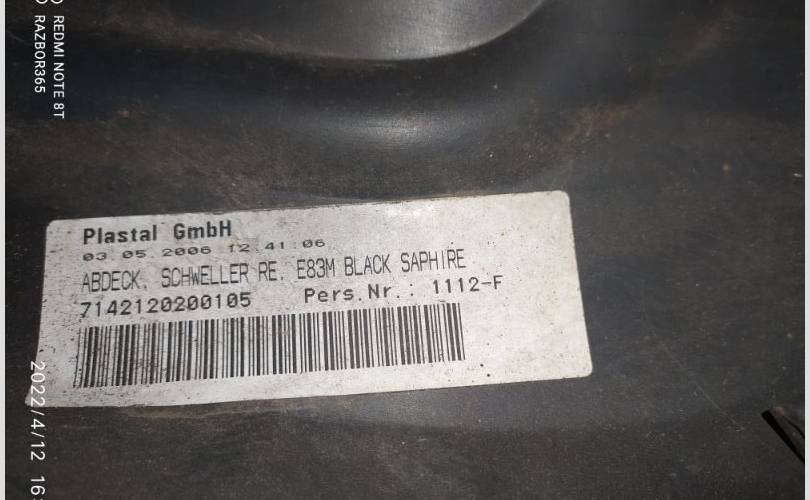 REDMI NOTE 8T
RAZBOR365
Plastal GmbH
03.05.2006 12.41.06
ABDECK. SCHWELLER RE. E83M BLACK SAPHIRE
7142120200105 Pers.Nr.: 1112-F
2022/4/12